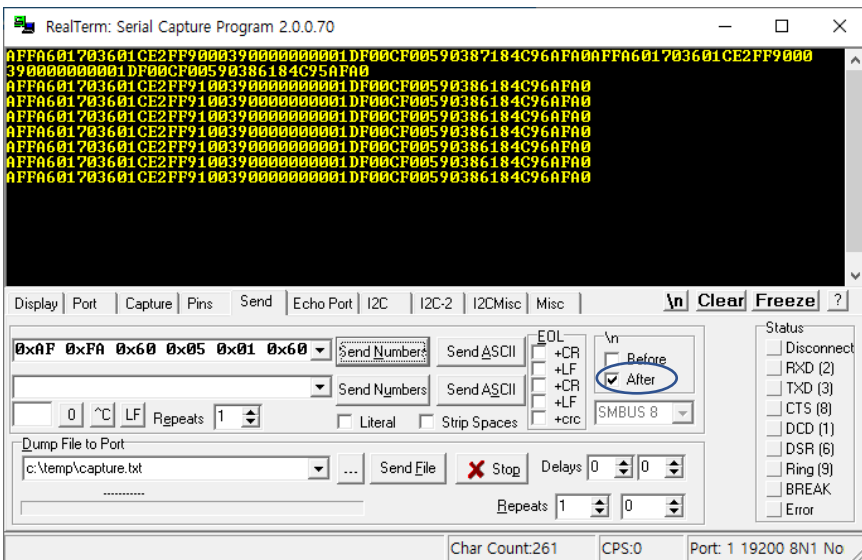 RealTerm: Serial Capture Program 2.0.0.70
AFFA601703601CE2FF9000390000000001DF00CF00590387184C96AFA0AFFA601703601CE2FF9000
390000000001DF00CF00590386184C95AFA0
AFFA601703601CE2FF9100390000000001DF00CF00590386184C96AFA0
AFFA601703601CE2FF9100390000000001DF00CF00590386184C96AFA0
AFFA601703601CE2FF9100390000000001DF00CF00590386184C96AFA0
AFFA601703601CE2FF9100390000000001DF00CF00590386184C96AFA0
AFFA601703601CE2FF9100390000000001DF00CF00590386184C96AFA0
AFFA601703601CE2FF9100390000000001DF00CF00590386184C96AFA0
AFFA601703601CE2FF9100390000000001DF00CF00590386184C96AFA0
Display Port Capture Pins Send Echo Port I2C I2C-2 I2CMisc Misc \n Clear Freeze ?
0xAF 0xFA 0x60 0x05 0x01 0x60 Send Numbers Send ASCII
Send Numbers Send ASCII
0 ^C LF Repeats 1 Literal Strip Spaces
EOL
+CR
+LF
+CR
+LF
+crc
\n
Before
After
SMBUS 8
Dump File to Port
c:\temp\capture.txt ... Send File Stop Delays 0 0
Repeats 1 0
Status
Disconnect
RXD (2)
TXD (3)
CTS (8)
DCD (1)
DSR (6)
Ring (9)
BREAK
Error
Char Count:261 CPS:0 Port: 1 19200 8N1 No